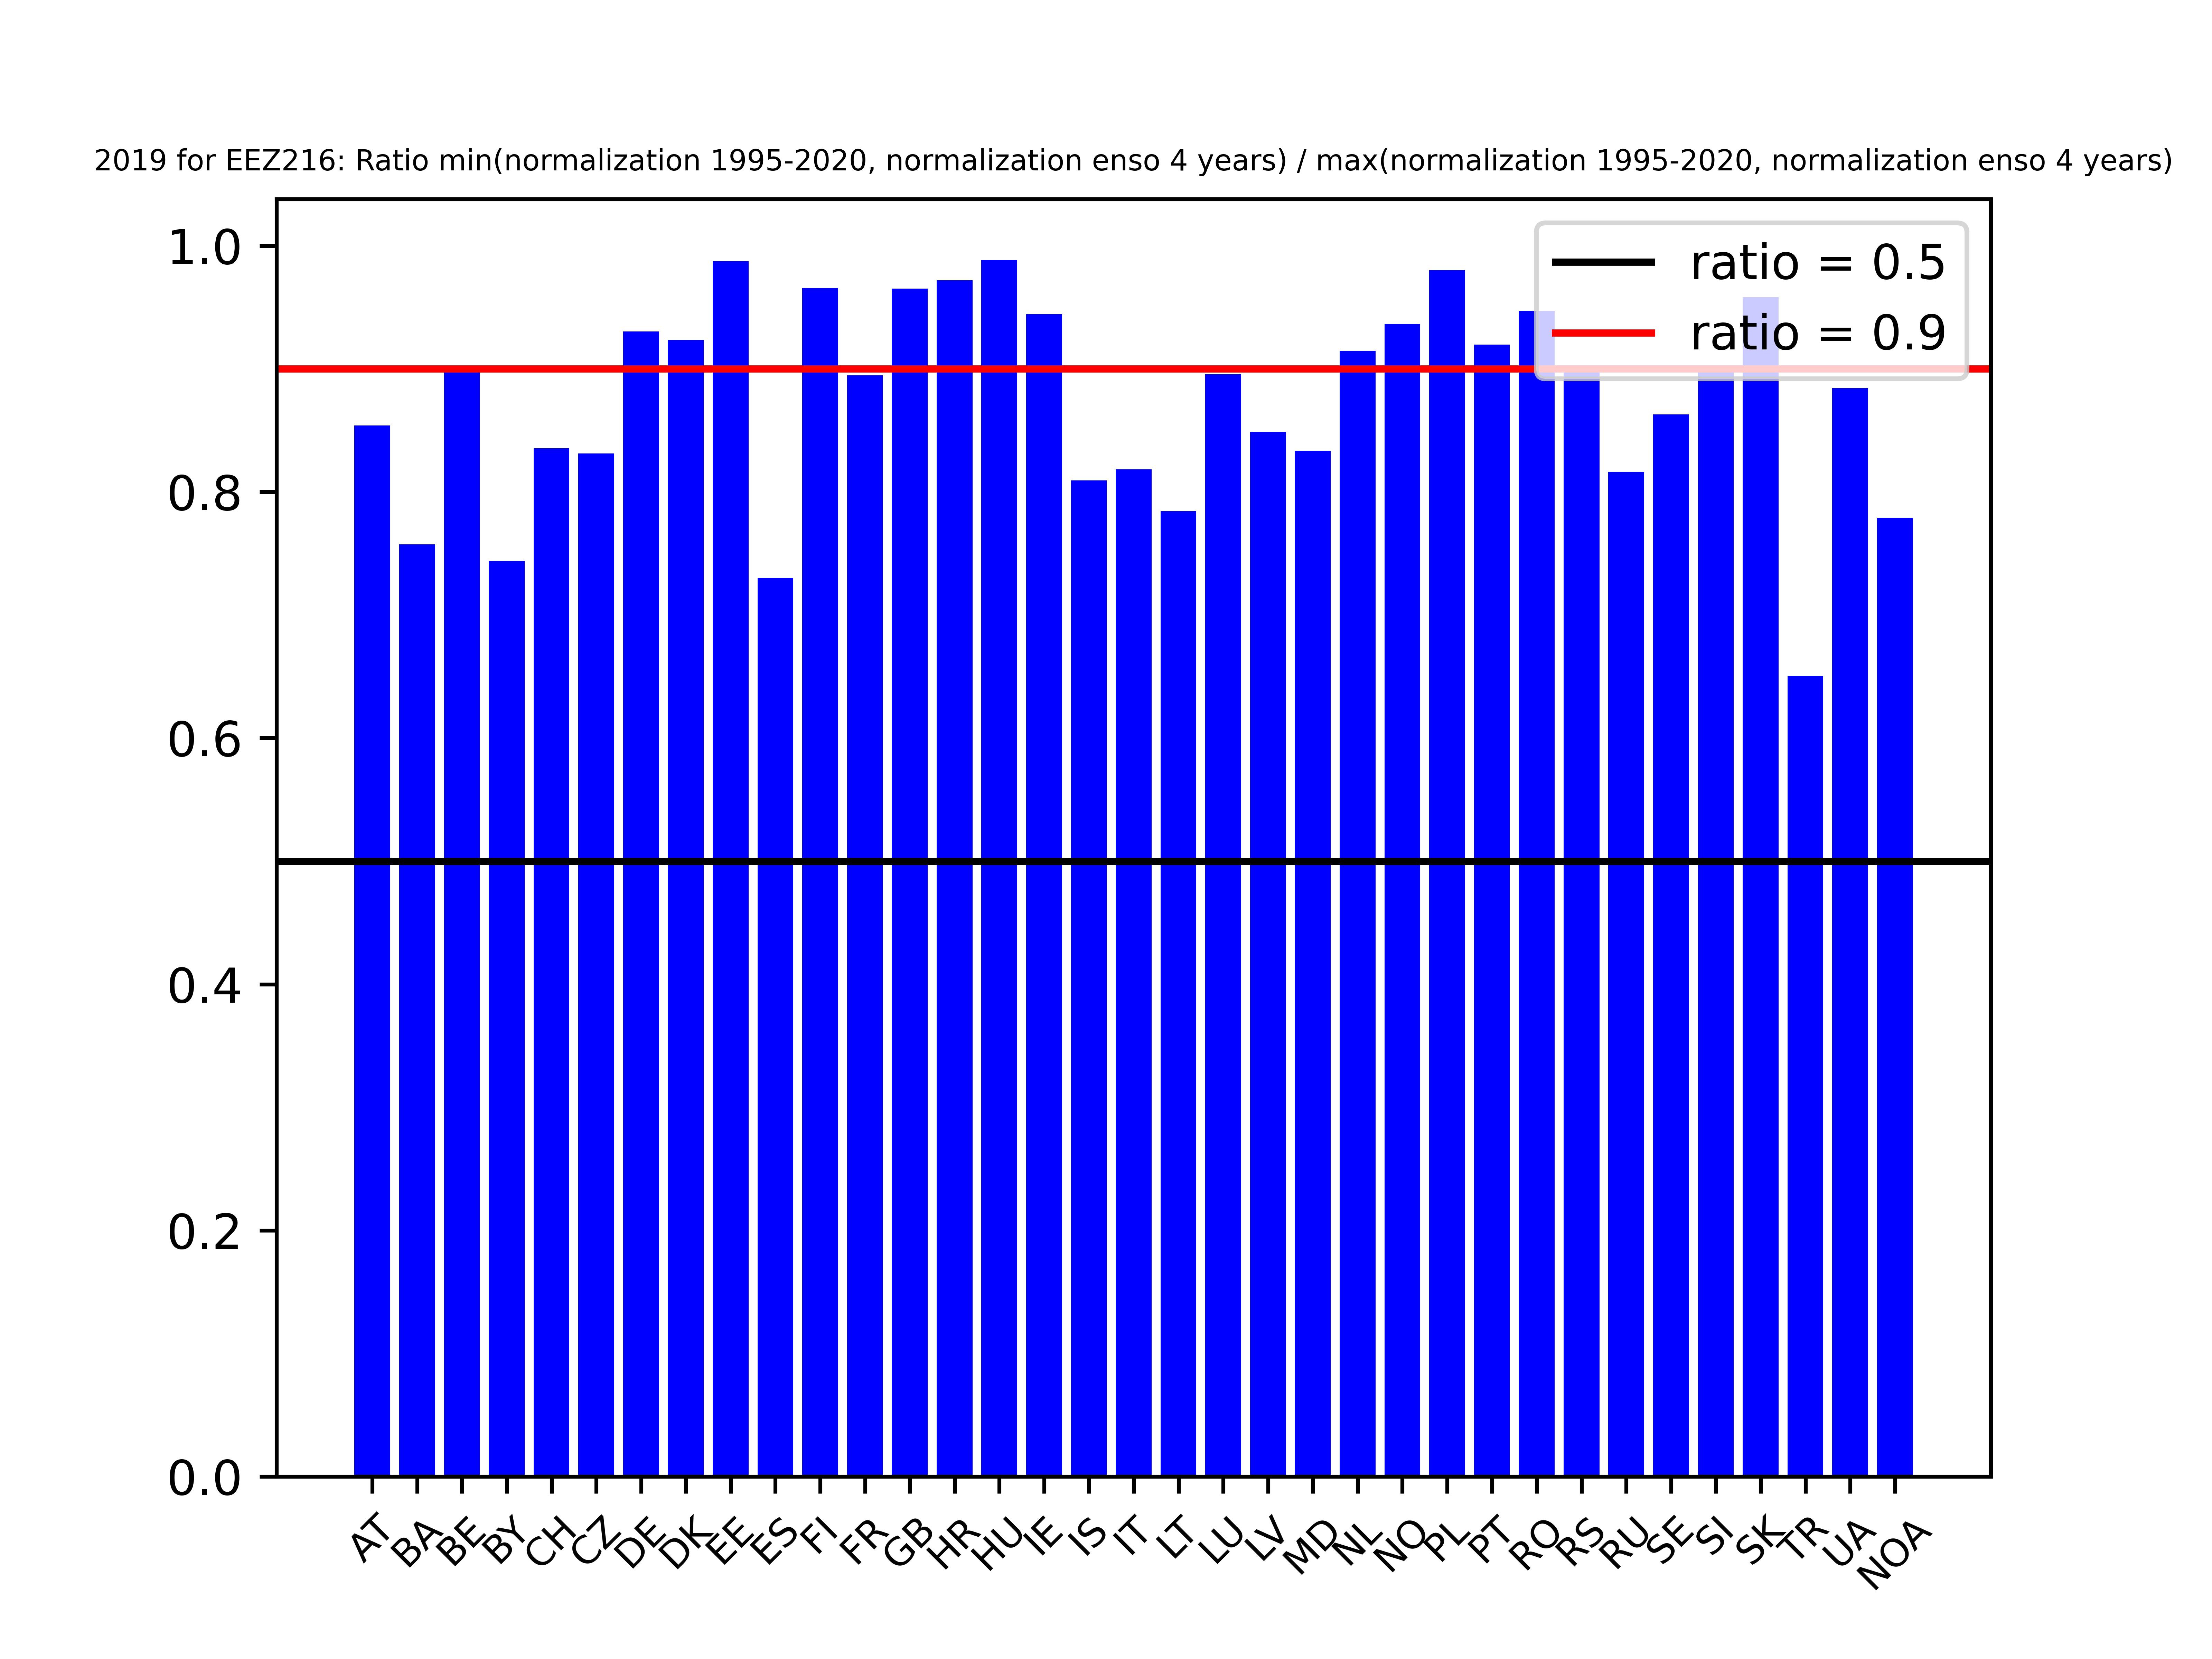 2019 for EEZ216: Ratio min(normalization 1995-2020, normalization enso 4 years) / max(normalization 1995-2020, normalization enso 4 years)
ratio = 0.5
ratio = 0.9
1.0
0.8
0.6
0.4
0.2
0.0
AT BA BE BY CH CZ DE DK EE ES FI FR GB HR HU IE IS IT LT LU LV MD NL NO PL PT RO RS RU SE SI SK TR UA NOA